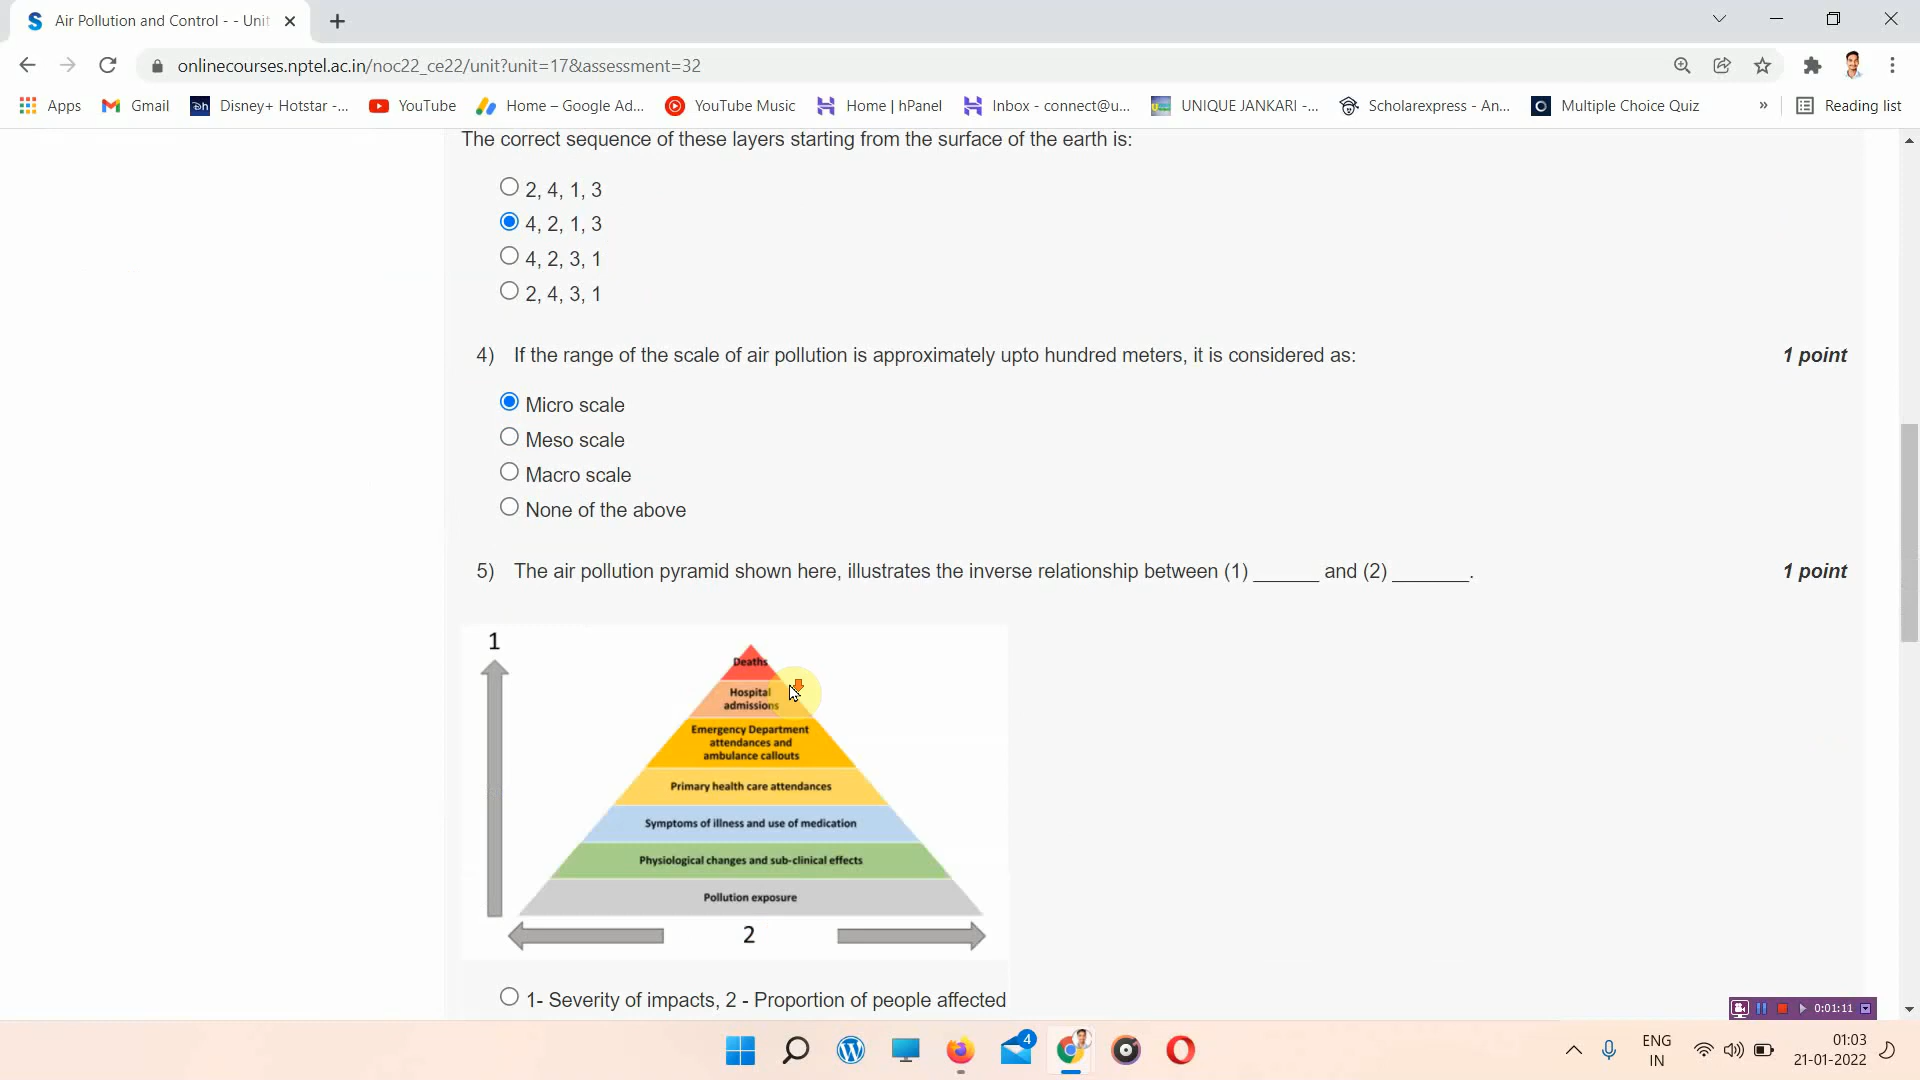 Air Pollution and Control - - Unit
onlinecourses.nptel.ac.in/noc22_ce22/unit?unit=17&assessment=32
Apps Gmail Disney+ Hotstar -... YouTube Home – Google Ad... YouTube Music Home | hPanel Inbox - connect@u... UNIQUE JANKARI -... Scholarexpress - An... Multiple Choice Quiz » Reading list
The correct sequence of these layers starting from the surface of the earth is:
2, 4, 1, 3
4, 2, 1, 3
4, 2, 3, 1
2, 4, 3, 1
4) If the range of the scale of air pollution is approximately upto hundred meters, it is considered as: 1 point
Micro scale
Meso scale
Macro scale
None of the above
5) The air pollution pyramid shown here, illustrates the inverse relationship between (1) ______ and (2) _______. 1 point
1
Deaths
Hospital
admissions
Emergency Department
attendances and
ambulance callouts
Primary health care attendances
Symptoms of illness and use of medication
Physiological changes and sub-clinical effects
Pollution exposure
2
1- Severity of impacts, 2 - Proportion of people affected
0:01:11
4
ENG
IN
01:03
21-01-2022